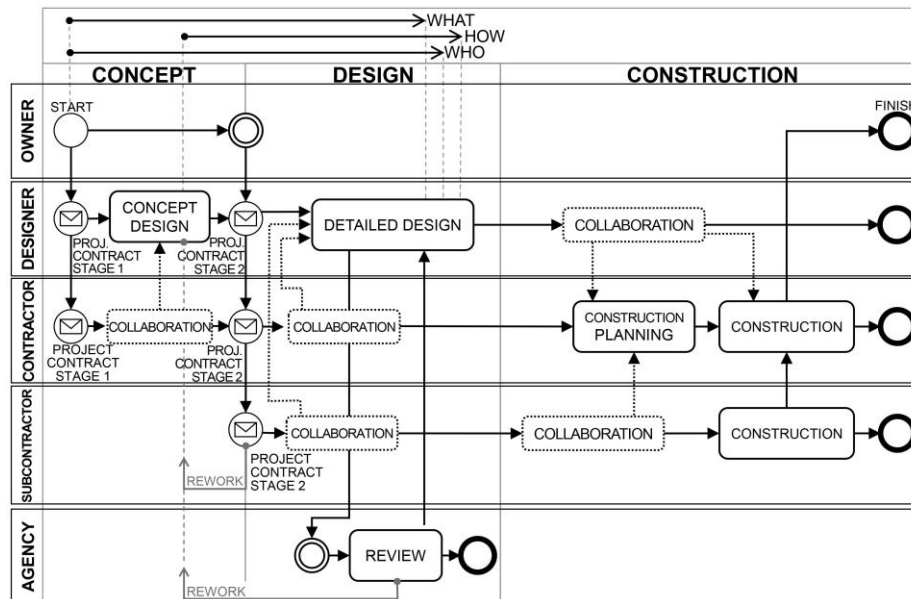 WHAT
HOW
WHO
CONCEPT
DESIGN
CONSTRUCTION
OWNER
START
FINISH
DESIGNER
CONCEPT
DESIGN
DETAILED DESIGN
COLLABORATION
PROJ.
CONTRACT
STAGE 1
PROJ.
CONTRACT
STAGE 2
CONTRACTOR
COLLABORATION
COLLABORATION
CONSTRUCTION
PLANNING
CONSTRUCTION
PROJECT
CONTRACT
STAGE 1
PROJ.
CONTRACT
STAGE 2
SUBCONTRACTOR
COLLABORATION
COLLABORATION
CONSTRUCTION
PROJECT
CONTRACT
STAGE 2
REWORK
AGENCY
REVIEW
REWORK